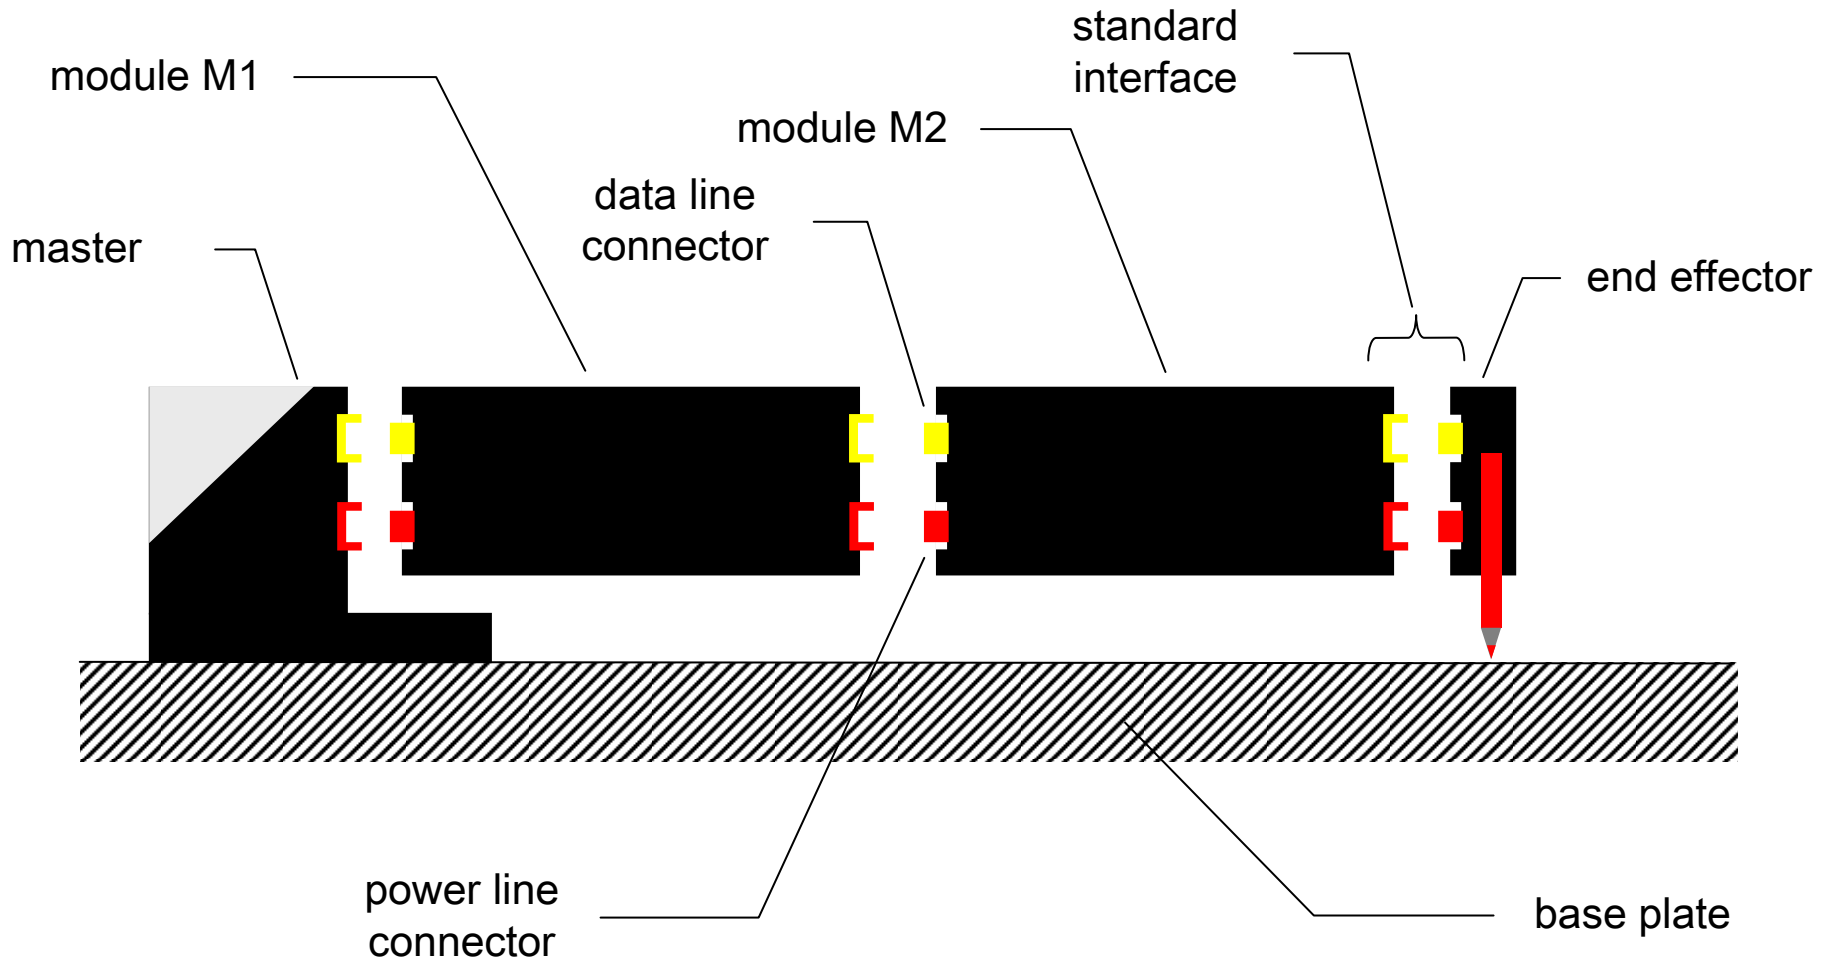 standard
interface
module M1
module M2
data line
connector
master
end effector
power line
connector
base plate